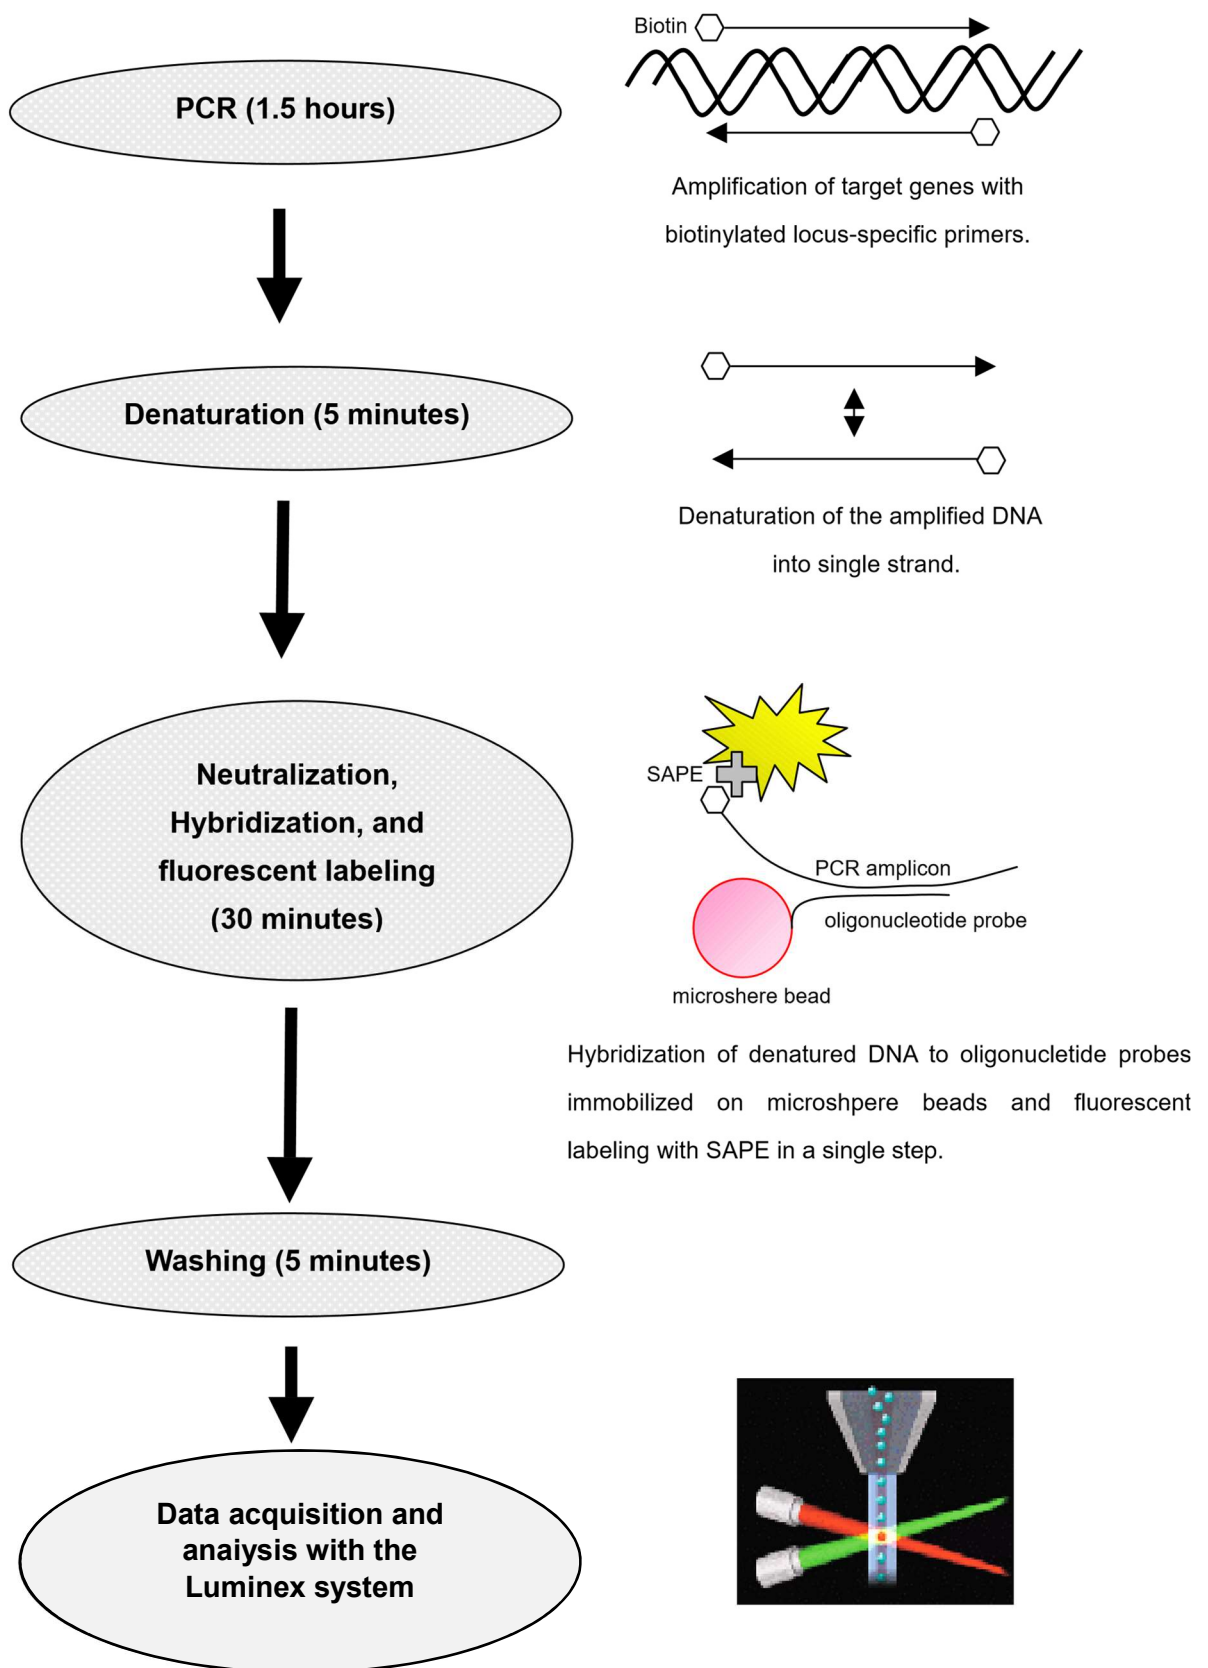 Biotin
PCR (1.5 hours)
Amplification of target genes with
biotinylated locus-specific primers.
Denaturation (5 minutes)
Denaturation of the amplified DNA
into single strand.
Neutralization,
Hybridization, and
fluorescent labeling
(30 minutes)
SAPE
PCR amplicon
oligonucleotide probe
microshere bead
Hybridization of denatured DNA to oligonucletide probes
immobilized on microshpere beads and fluorescent
labeling with SAPE in a single step.
Washing (5 minutes)
Data acquisition and
anaiysis with the
Luminex system